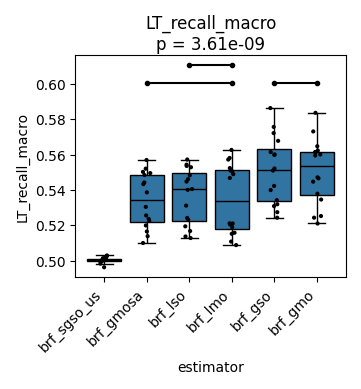 LT_recall_macro
p = 3.61e-09
LT_recall_macro
0.60
0.58
0.56
0.54
0.52
0.50
brf_sgso_us
brf_gmosa
brf_lso
brf_lmo
brf_gso
brf_gmo
estimator